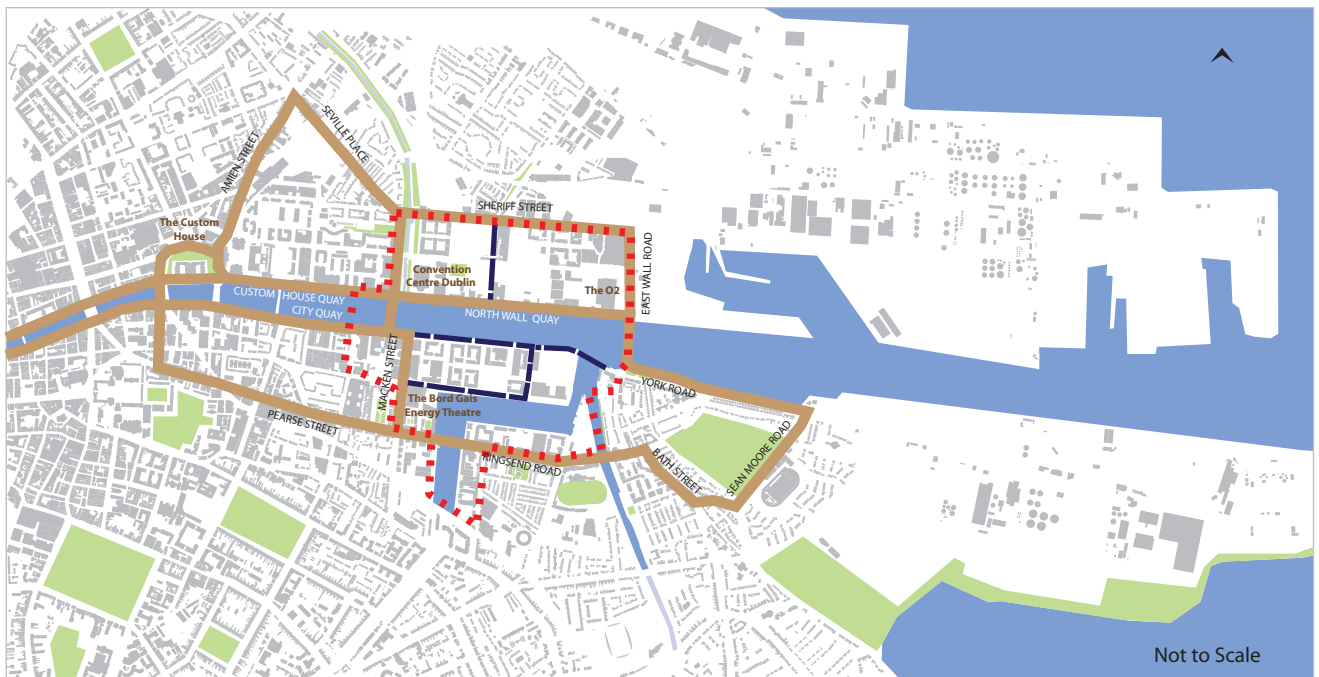 SEVILLE PLACE
AMIEN STREET
The Custom
House
SHERIFF STREET
EAST WALL ROAD
Convention
Centre Dublin
The O2
CUSTOM HOUSE QUAY
CITY QUAY
NORTH WALL QUAY
MACKEN STREET
YORK ROAD
The Bord Gais
Energy Theatre
PEARSE STREET
RINGSEND ROAD
BATH STREET
SEAN MOORE ROAD
Not to Scale